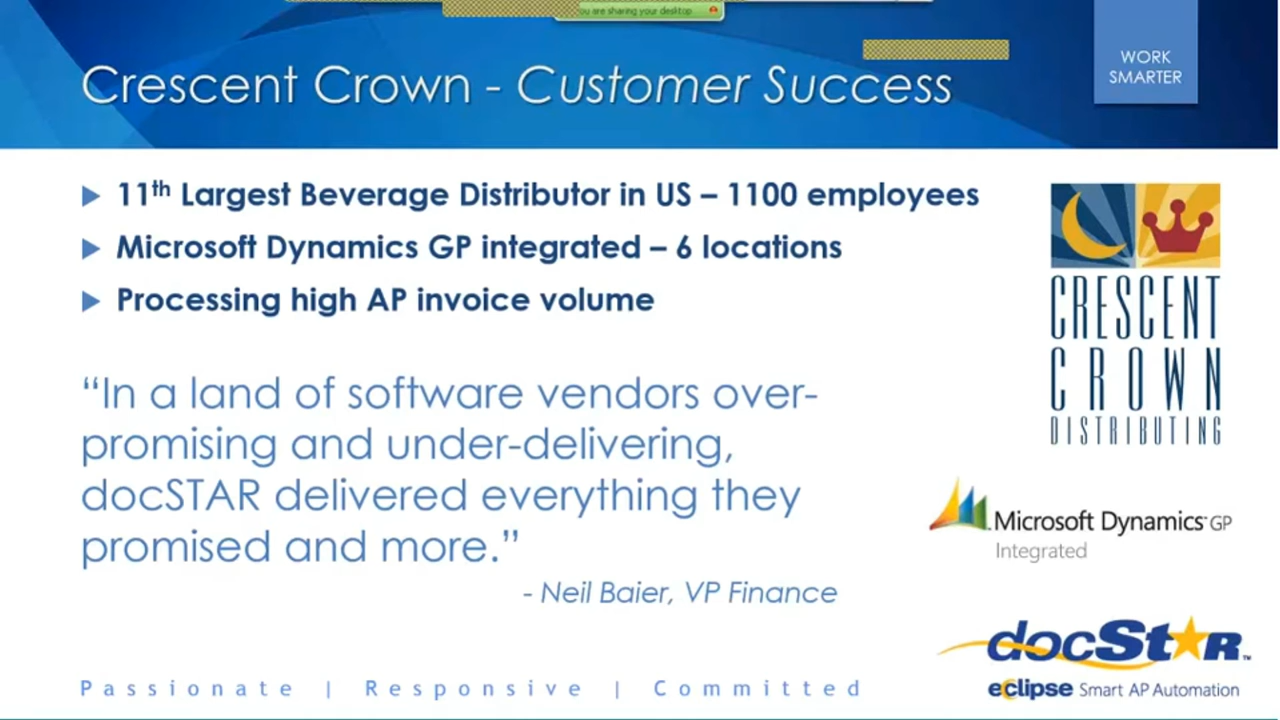 ou are sharing your desktop
Crescent Crown - Customer Success
WORK
SMARTER
11th Largest Beverage Distributor in US – 1100 employees
Microsoft Dynamics GP integrated – 6 locations
Processing high AP invoice volume
“In a land of software vendors over-
promising and under-delivering,
docSTAR delivered everything they
promised and more.”
- Neil Baier, VP Finance
CRESCENT
CROWN
DISTRIBUTING
Microsoft Dynamics GP
Integrated
docStAR™
eclipse Smart AP Automation
Passionate | Responsive | Committed